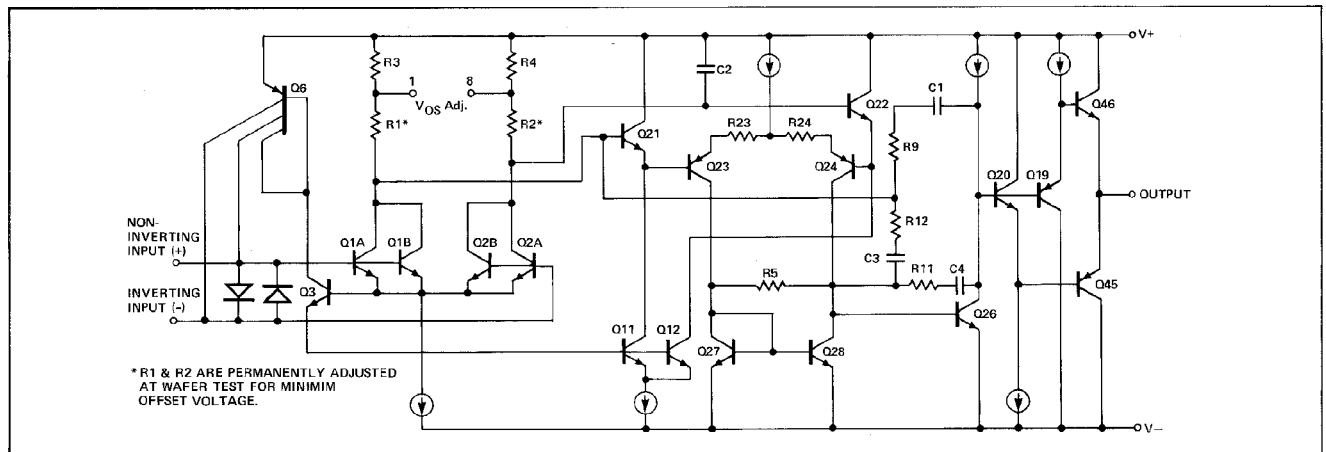 V+
R3
R4
C2
Q6
1
8
VOS Adj.
R1*
R2*
Q22
C1
Q46
Q21
R23
R24
R9
Q23
Q24
Q20
Q19
OUTPUT
R12
NON-
INVERTING
INPUT (+)
Q1A
Q1B
Q2B
Q2A
C3
R11
C4
INVERTING
INPUT (-)
Q3
R5
Q45
Q26
Q11
Q12
Q27
Q28
* R1 & R2 ARE PERMANENTLY ADJUSTED
AT WAFER TEST FOR MINIMIM
OFFSET VOLTAGE.
V-